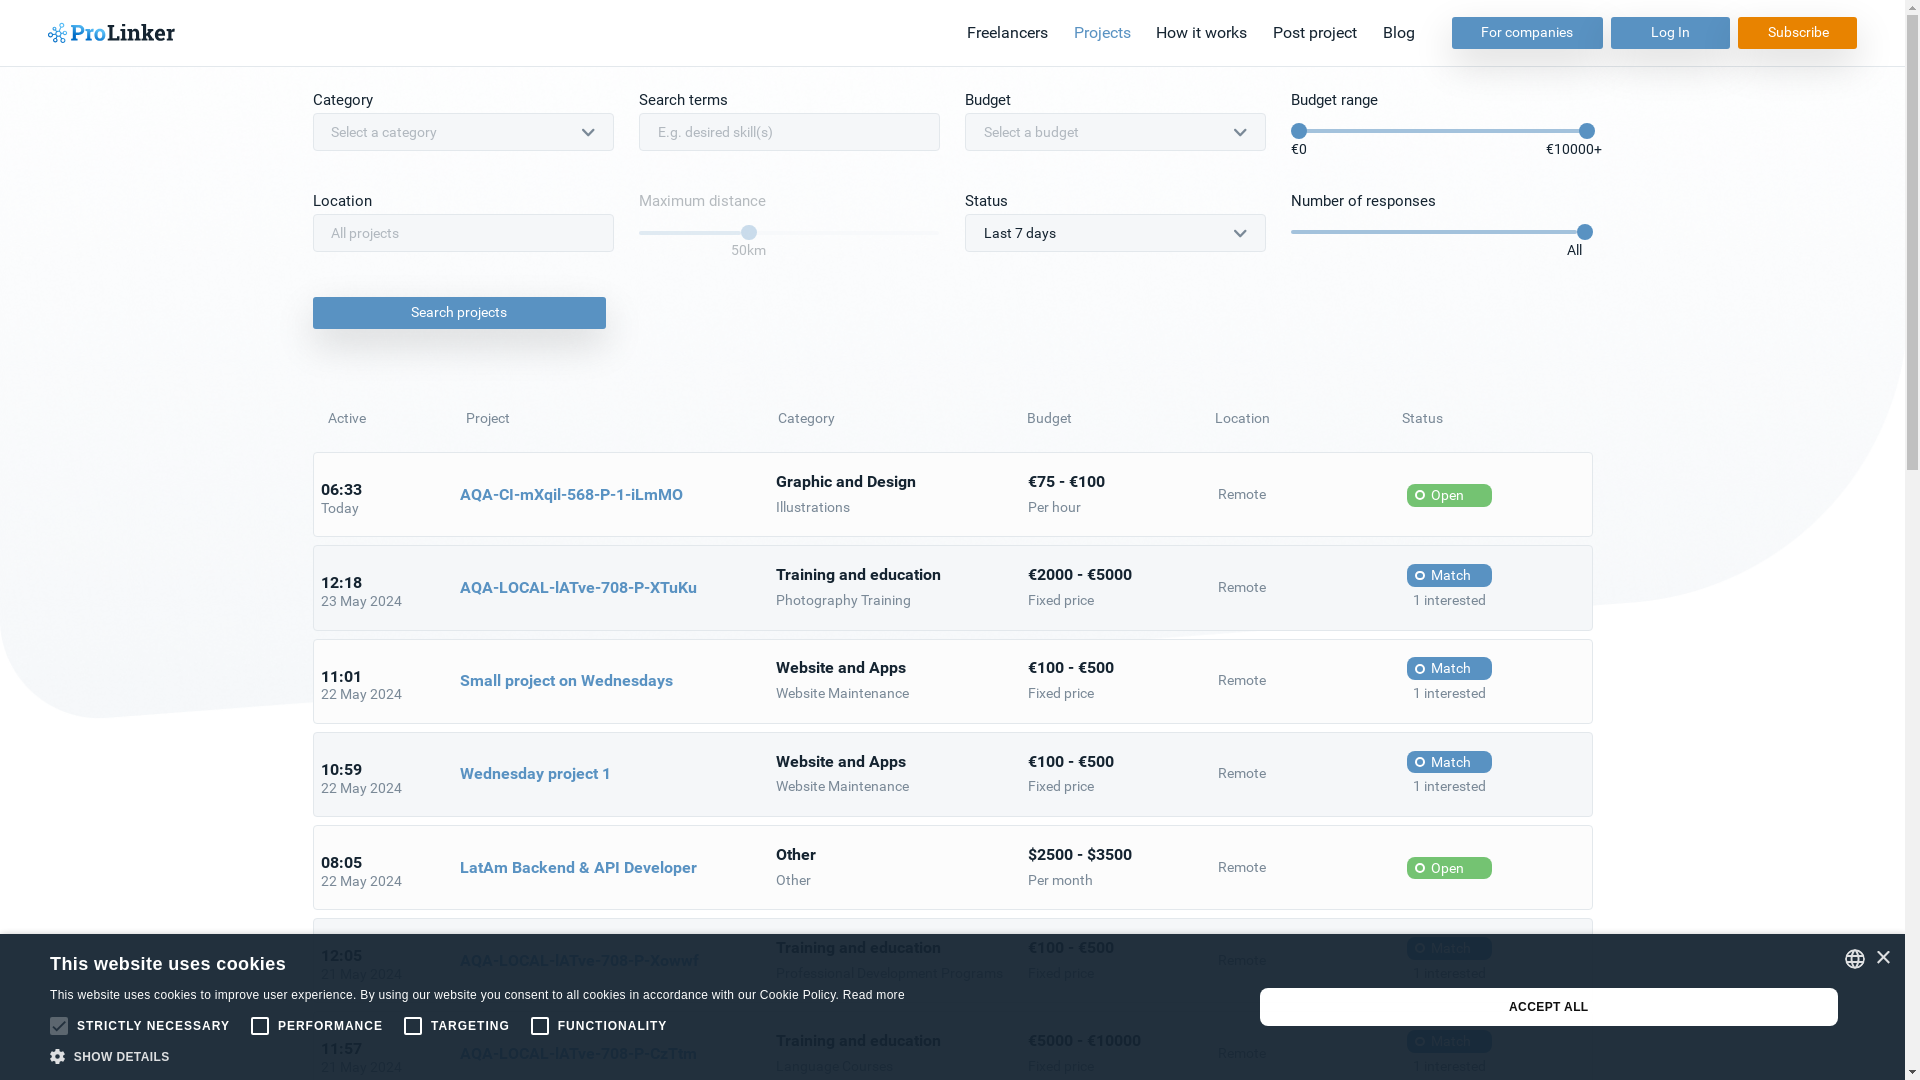 ProLinker
Freelancers Projects How it works Post project Blog For companies Log In Subscribe
Category Search terms Budget Budget range
Select a category E.g. desired skill(s) Select a budget
€0 €10000+
Location Maximum distance Status Number of responses
All projects Last 7 days
50km All
Search projects
Active Project Category Budget Location Status
06:33 Today AQA-CI-mXqil-568-P-1-iLmMO Graphic and Design €75 - €100 Remote Open
Illustrations Per hour
12:18 AQA-LOCAL-lATve-708-P-XTuKu Training and education €2000 - €5000 Remote Match
23 May 2024 Photography Training Fixed price 1 interested
11:01 Small project on Wednesdays Website and Apps €100 - €500 Remote Match
22 May 2024 Website Maintenance Fixed price 1 interested
10:59 Wednesday project 1 Website and Apps €100 - €500 Remote Match
22 May 2024 Website Maintenance Fixed price 1 interested
08:05 LatAm Backend & API Developer Other $2500 - $3500 Remote Open
22 May 2024 Other Per month
12:05 AQA-LOCAL-lATve-708-P-Xowwf Training and education €100 - €500 Remote Match
21 May 2024 Professional Development Programs Fixed price 1 interested
This website uses cookies
This website uses cookies to improve user experience. By using our website you consent to all cookies in accordance with our Cookie Policy. Read more
STRICTLY NECESSARY PERFORMANCE TARGETING FUNCTIONALITY
SHOW DETAILS
ACCEPT ALL
×
11:57 AQA-LOCAL-lATve-708-P-CzTtm Training and education €5000 - €10000 Remote Match
21 May 2024 Language Courses Fixed price 1 interested